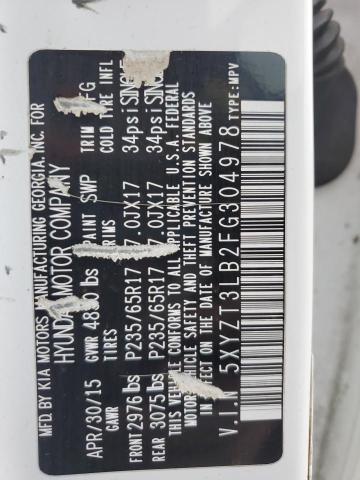 MFD.BY KIA MOTORS MANUFACTURING GEORGIA, INC. FOR
HYUNDAI MOTOR COMPANY
APR/30/15 GVWR lbs PAINT SWP TRIM FG
GAWR TIRES RIMS COLD TIRE INFL
FRONT 2976 lbs P235/65R17 7.0JX17 34psi SINGLE
REAR 3075 lbs P235/65R17 7.0JX17 34psi SINGLE
THIS VEHICLE CONFORMS TO ALL APPLICABLE U.S.A. FEDERAL
MOTOR VEHICLE SAFETY AND THEFT PREVENTION STANDARDS
IN EFFECT ON THE DATE OF MANUFACTURE SHOWN ABOVE
V.I.N 5XYZT3LB2FG304978 TYPE:MPV